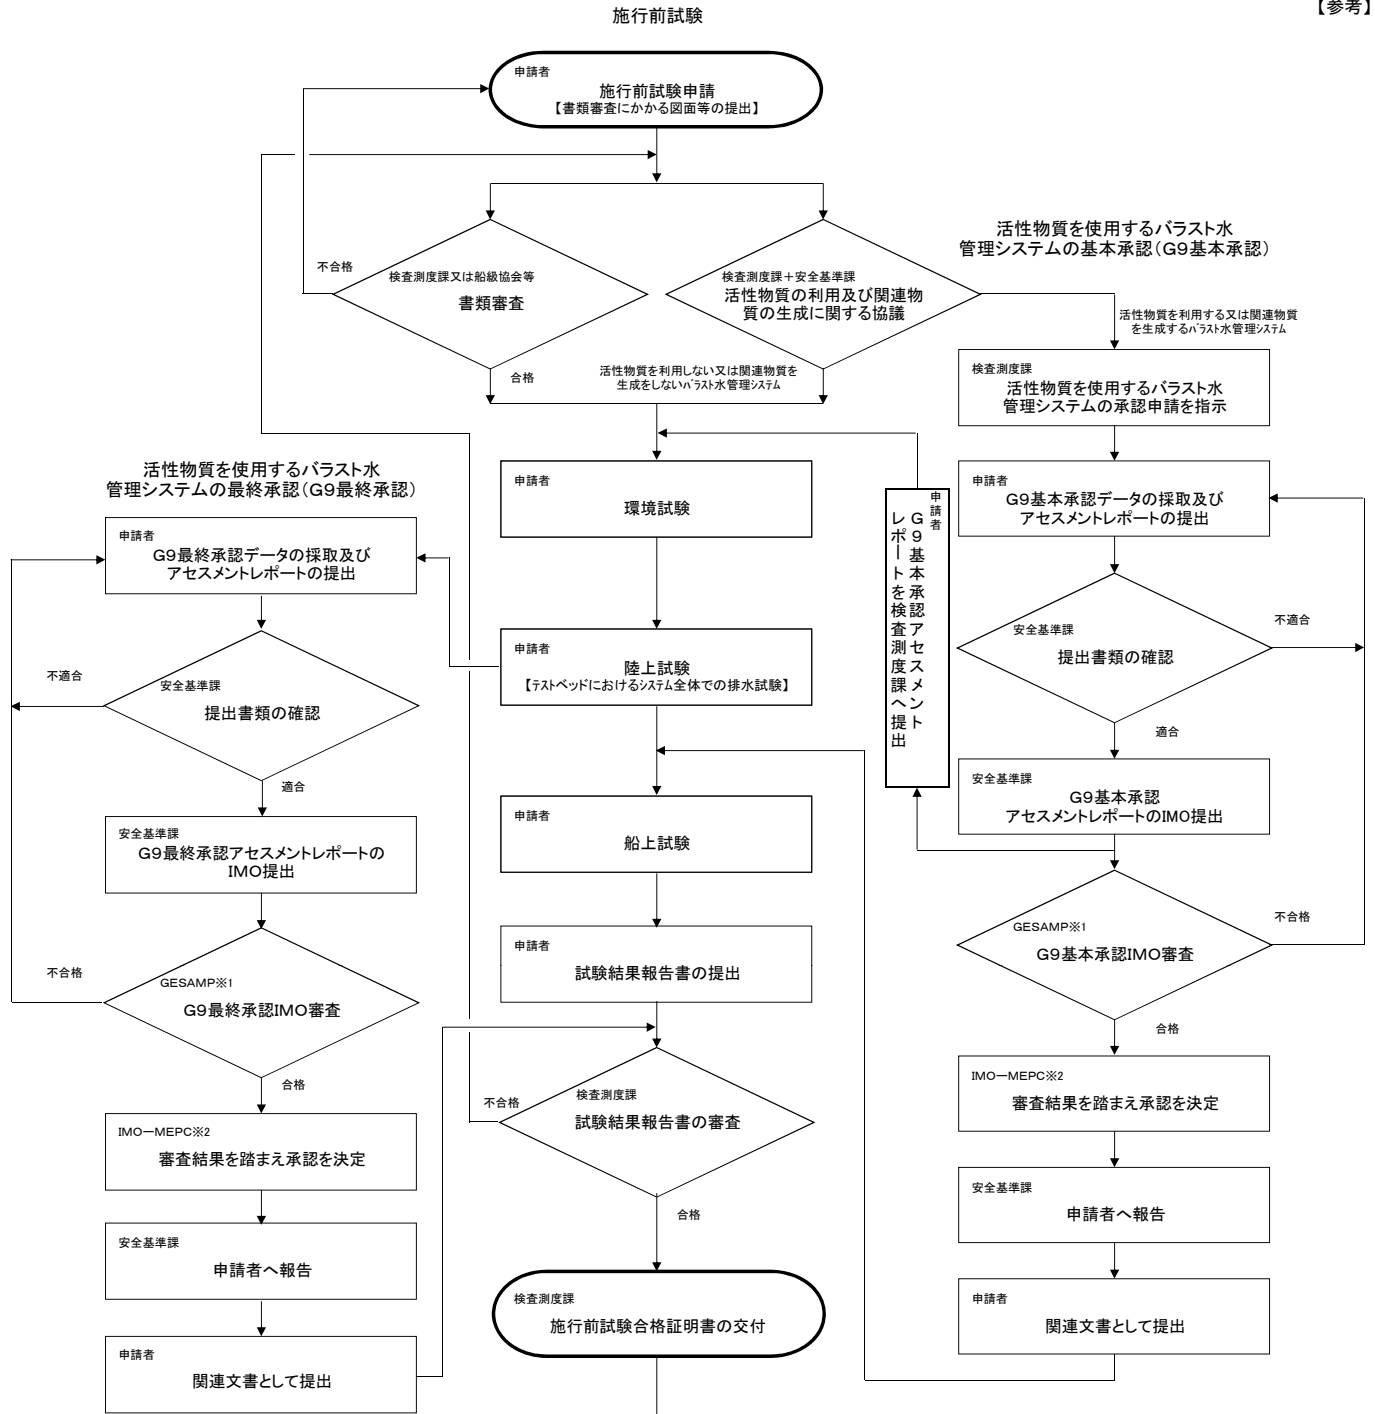 【参考】
施行前試験
申請者
施行前試験申請
【書類審査にかかる図面等の提出】
検査測度課又は船級協会等
書類審査
不合格
合格
検査測度課＋安全基準課
活性物質の利用及び関連物
質の生成に関する協議
活性物質を利用しない又は関連物質を
生成をしないバラスト水管理システム
活性物質を使用するバラスト水
管理システムの基本承認（G9基本承認）
活性物質を利用する又は関連物質
を生成するバラスト水管理システム
検査測度課
活性物質を使用するバラスト水
管理システムの承認申請を指示
申請者
G9基本承認データの採取及び
アセスメントレポートの提出
安全基準課
提出書類の確認
不適合
適合
安全基準課
G9基本承認
アセスメントレポートのIMO提出
申請者
G9基本承認アセスメント
レポートを検査測度課へ提出
GESAMP※1
G9基本承認IMO審査
不合格
合格
IMO－MEPC※2
審査結果を踏まえ承認を決定
安全基準課
申請者へ報告
申請者
関連文書として提出
申請者
環境試験
申請者
陸上試験
【テストベッドにおけるシステム全体での排水試験】
申請者
船上試験
申請者
試験結果報告書の提出
検査測度課
試験結果報告書の審査
不合格
合格
検査測度課
施行前試験合格証明書の交付
活性物質を使用するバラスト水
管理システムの最終承認（G9最終承認）
申請者
G9最終承認データの採取及び
アセスメントレポートの提出
安全基準課
提出書類の確認
不適合
適合
安全基準課
G9最終承認アセスメントレポートの
IMO提出
GESAMP※1
G9最終承認IMO審査
不合格
合格
IMO－MEPC※2
審査結果を踏まえ承認を決定
安全基準課
申請者へ報告
申請者
関連文書として提出